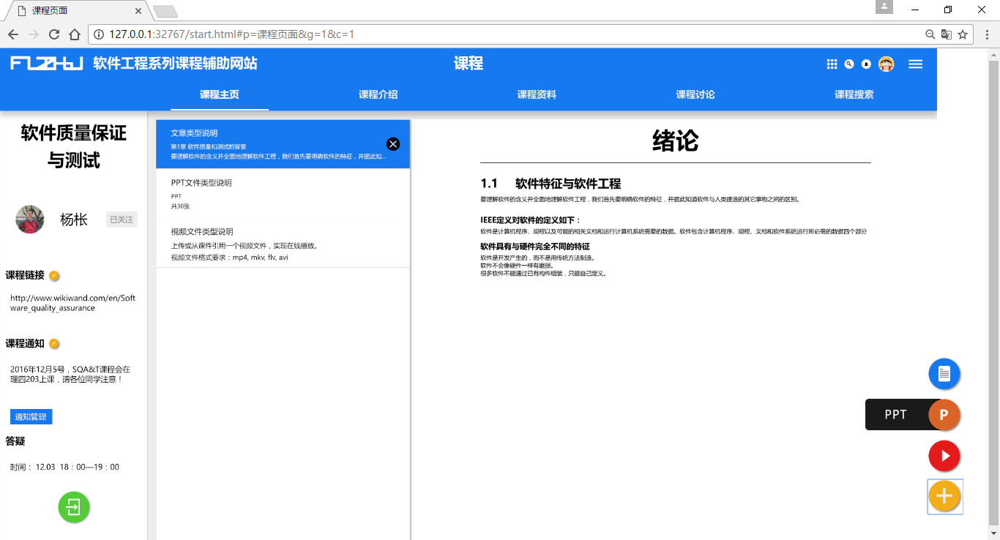 课程页面
127.0.0.1:32767/start.html#p=课程页面&g=1&c=1
软件工程系列课程辅助网站
课程
课程主页
课程介绍
课程资料
课程讨论
课程搜索
软件质量保证
与测试
杨枨
已关注
课程链接
http://www.wikiwand.com/en/Soft
ware_quality_assurance
课程通知
2016年12月5号，SQA&T课程会在
理四203上课，请各位同学注意！
通知管理
答疑
时间： 12.03 18：00—19：00
文章类型说明
第1章 软件质量和测试的背景
要理解软件的含义并全面地理解软件工程，我们首先要明确软件的特征，并据此知...
PPT文件类型说明
PPT
共30张
视频文件类型说明
上传或从课件引用一个视频文件，实现在线播放。
视频文件格式要求：mp4, mkv, flv, avi
绪论
1.1 软件特征与软件工程
要理解软件的含义并全面地理解软件工程，我们首先要明确软件的特征，并据此知道软件与人类建造的其它事物之间的区别。
IEEE定义对软件的定义如下：
软件是计算机程序、规程以及可能的相关文档和运行计算机系统需要的数据。软件包含计算机程序、规程、文档和软件系统运行所必需的数据四个部分
软件具有与硬件完全不同的特征
软件是开发产生的，而不是用传统方法制造。
软件不会像硬件一样有磨损。
很多软件不能通过已有构件组装，只能自己定义。
PPT
P